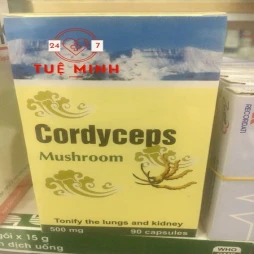 24 7
TUỆ MINH
Cordyceps
Mushroom
Tonify the lungs and kidney
500 mg 90 capsules
RECORDATI
gói x 15 g
dịch uống
WHO